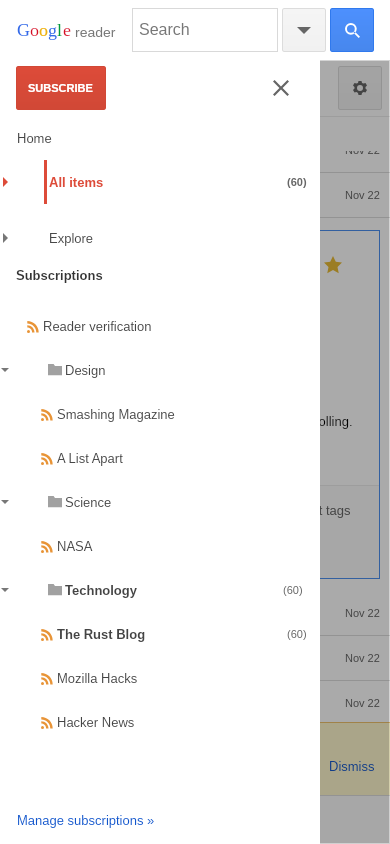 Google reader
Search
SUBSCRIBE
Home
Nov 22
All items (60)
Nov 22
Explore
Subscriptions
Reader verification
Design
Smashing Magazine
olling.
A List Apart
Science
t tags
NASA
Technology (60)
Nov 22
The Rust Blog (60)
Nov 22
Mozilla Hacks
Nov 22
Hacker News
Dismiss
Manage subscriptions »